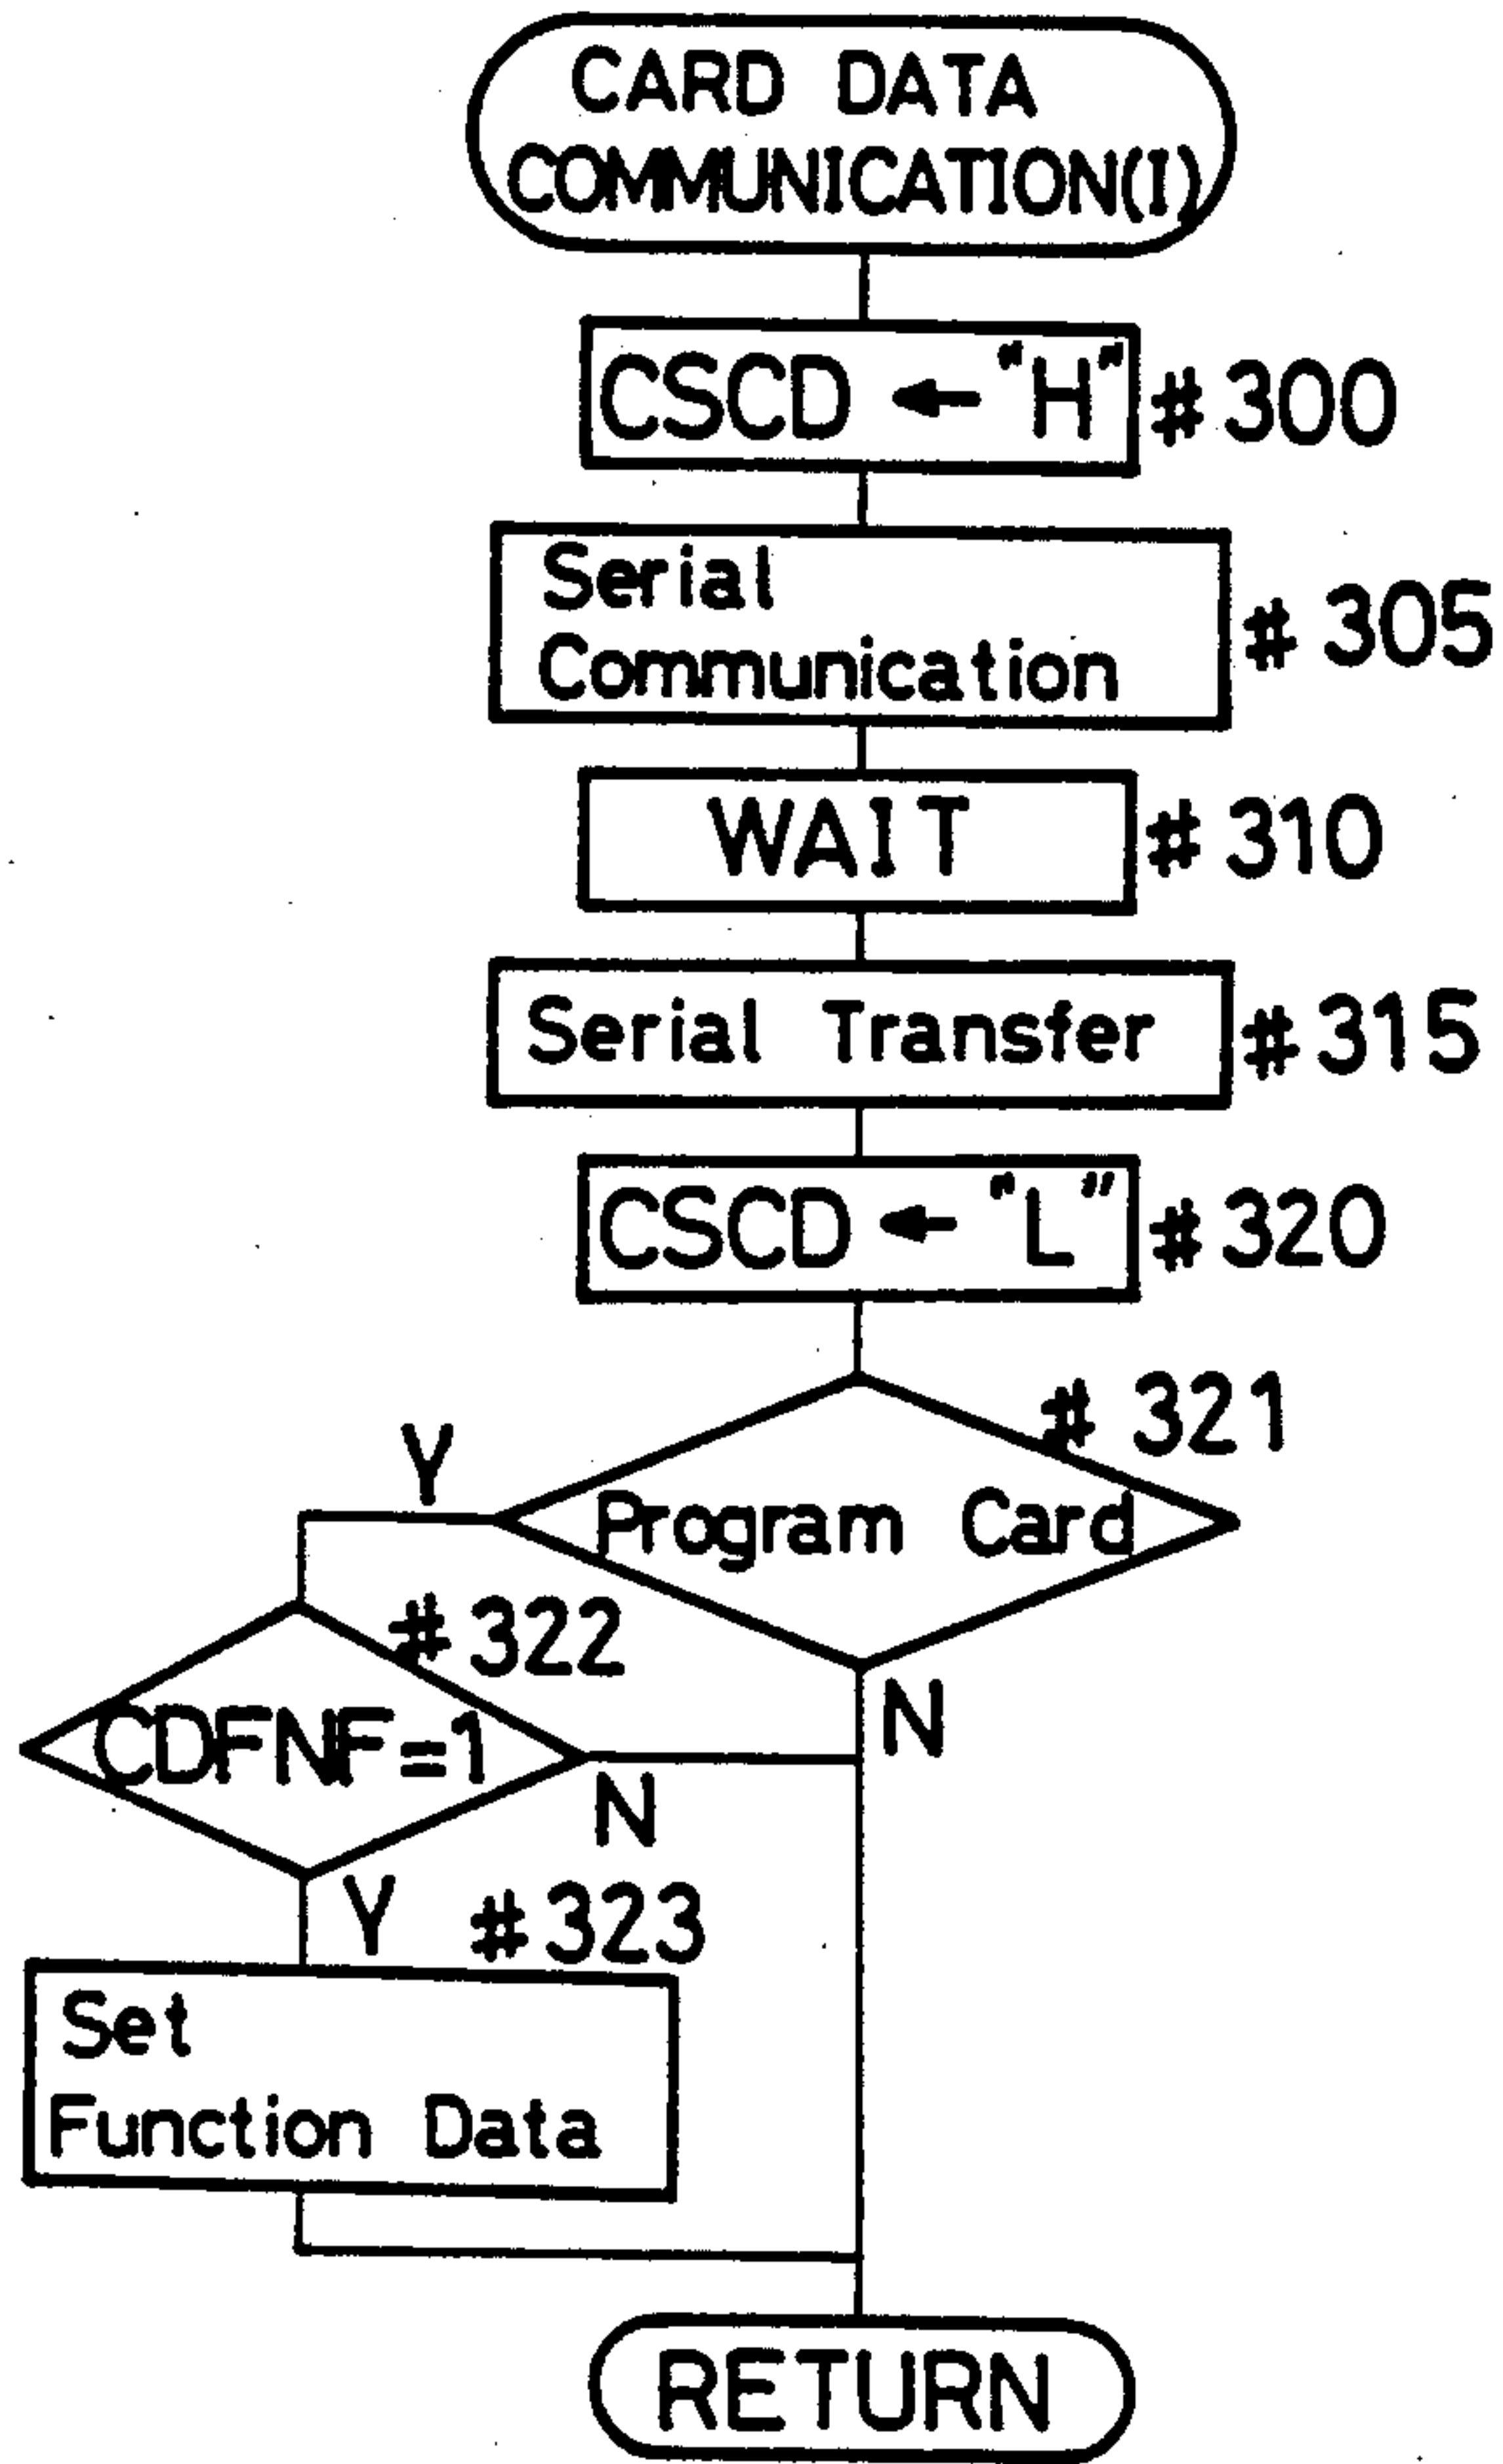 CARD DATA
COMMUNICATION(I)
CSCD ← "H" #300
Serial
Communication
#305
WAIT #310
Serial Transfer #315
CSCD ← "L" #320
#321
Y
Program Card
#322
N
CDFNF=1
N
Y #323
Set
Function Data
RETURN